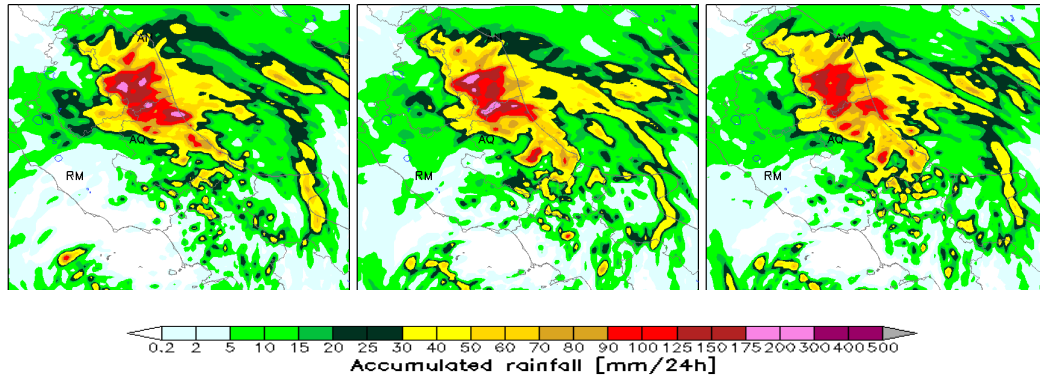 AN AN AN
AQ AQ AQ
RM RM RM
0.2 2 5 10 15 20 25 30 40 50 60 70 80 90 100 125 150 175 200 300 400 500
Accumulated rainfall [mm/24h]